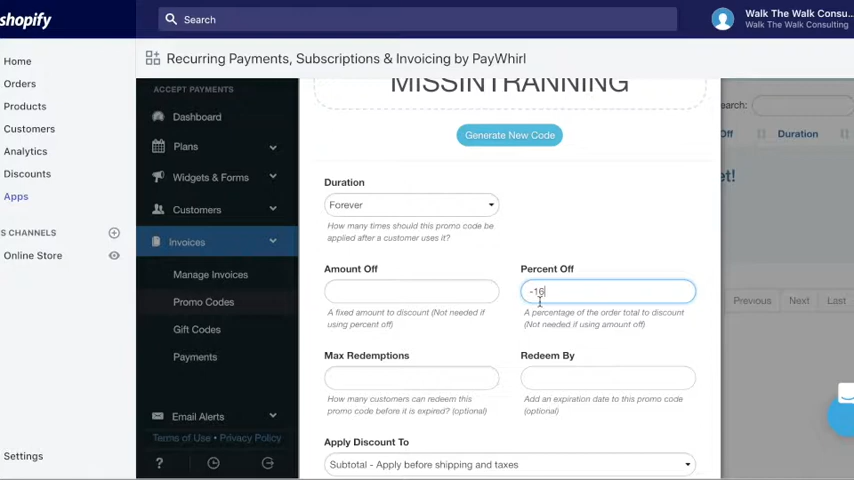 shopify
Search
Walk The Walk Consu...
Walk The Walk Consulting
Home
Orders
Products
Customers
Analytics
Discounts
Apps
S CHANNELS
Online Store
Settings
Recurring Payments, Subscriptions & Invoicing by PayWhirl
ACCEPT PAYMENTS
Dashboard
Plans
Widgets & Forms
Customers
Invoices
Manage Invoices
Promo Codes
Gift Codes
Payments
Email Alerts
Terms of Use • Privacy Policy
?
MISSINTRANNING
Generate New Code
Duration
Forever
How many times should this promo code be
applied after a customer uses it?
Amount Off
A fixed amount to discount (Not needed if
using percent off)
Percent Off
-16
A percentage of the order total to discount
(Not needed if using amount off)
Max Redemptions
How many customers can redeem this
promo code before it is expired? (optional)
Redeem By
Add an expiration date to this promo code
(optional)
Apply Discount To
Subtotal - Apply before shipping and taxes
earch:
Off
Duration
et!
Previous
Next
Last